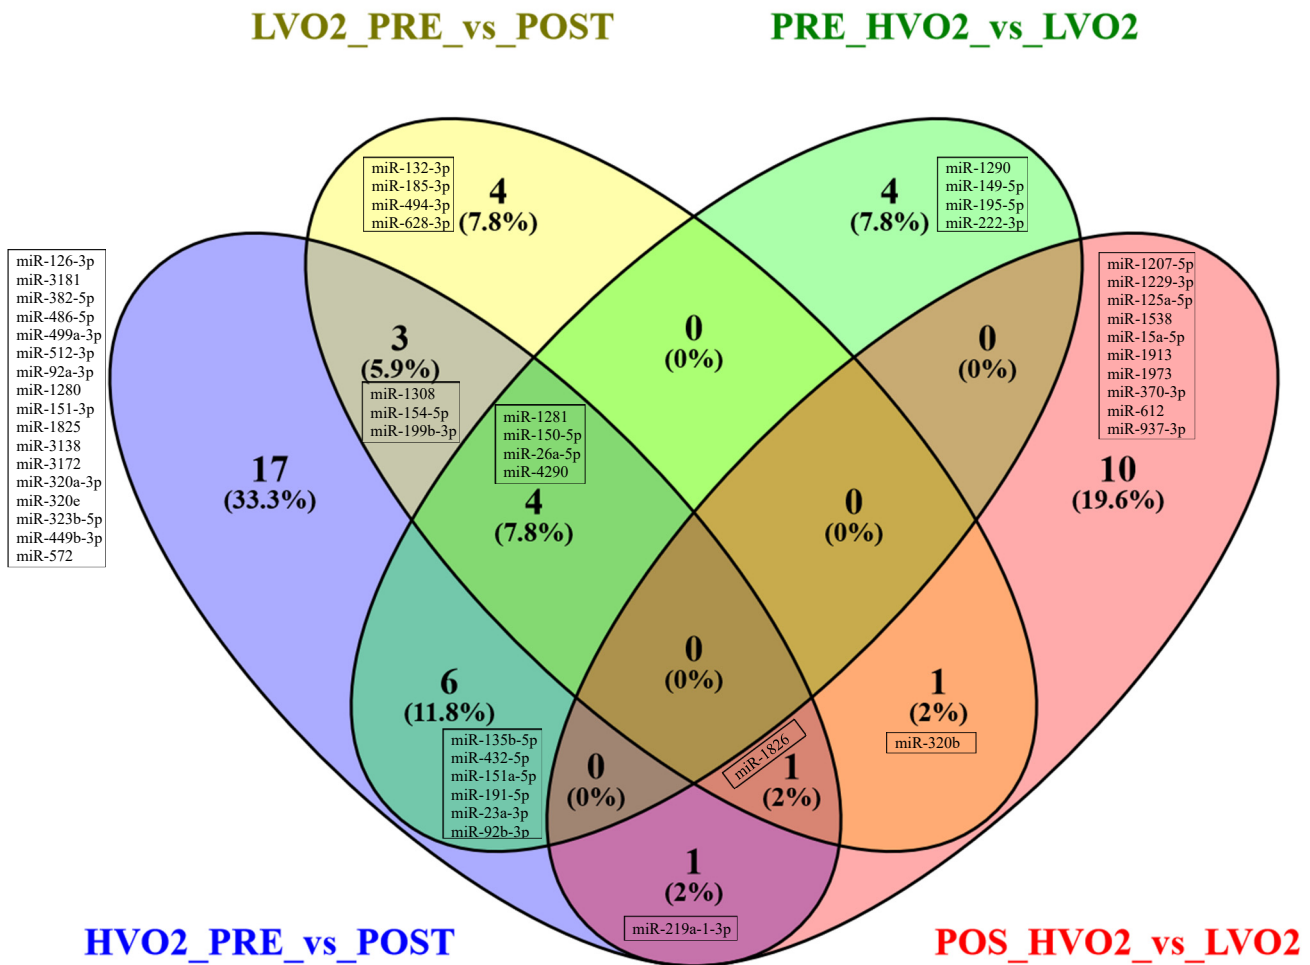 LVO2_PRE_vs_POST
PRE_HVO2_vs_LVO2
miR-132-3p
miR-185-3p
miR-494-3p
miR-628-3p
4
(7.8%)
4
(7.8%)
miR-1290
miR-149-5p
miR-195-5p
miR-222-3p
miR-126-3p
miR-3181
miR-382-5p
miR-486-5p
miR-499a-3p
miR-512-3p
miR-92a-3p
miR-1280
miR-151-3p
miR-1825
miR-3138
miR-3172
miR-320a-3p
miR-320e
miR-323b-5p
miR-449b-3p
miR-572
17
(33.3%)
3
(5.9%)
miR-1308
miR-154-5p
miR-199b-3p
0
(0%)
0
(0%)
miR-1207-5p
miR-1229-3p
miR-125a-5p
miR-1538
miR-15a-5p
miR-1913
miR-1973
miR-370-3p
miR-612
miR-937-3p
10
(19.6%)
miR-1281
miR-150-5p
miR-26a-5p
miR-4290
4
(7.8%)
0
(0%)
0
(0%)
6
(11.8%)
miR-135b-5p
miR-432-5p
miR-151a-5p
miR-191-5p
miR-23a-3p
miR-92b-3p
0
(0%)
miR-1826
1
(2%)
1
(2%)
miR-320b
1
(2%)
miR-219a-1-3p
HVO2_PRE_vs_POST
POS_HVO2_vs_LVO2